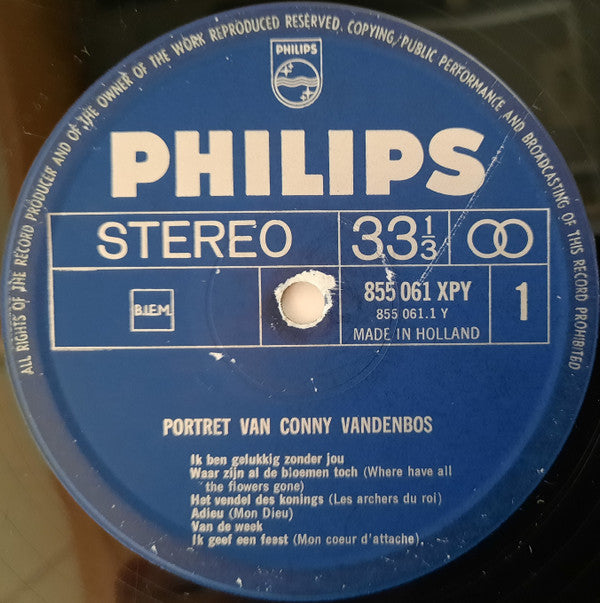 ALL RIGHTS OF THE RECORD PRODUCER AND OF THE OWNER OF THE WORK REPRODUCED RESERVED. COPYING, PUBLIC PERFORMANCE AND BROADCASTING OF THIS RECORD PROHIBITED
PHILIPS
PHILIPS
STEREO 33 1/3
855 061 XPY 1
B.I.E.M. 855 061.1 Y
MADE IN HOLLAND
PORTRET VAN CONNY VANDENBOS
Ik ben gelukkig zonder jou
Waar zijn al de bloemen toch (Where have all
the flowers gone)
Het vendel des konings (Les archers du roi)
Adieu (Mon Dieu)
Van de week
Ik geef een feest (Mon coeur d'attache)